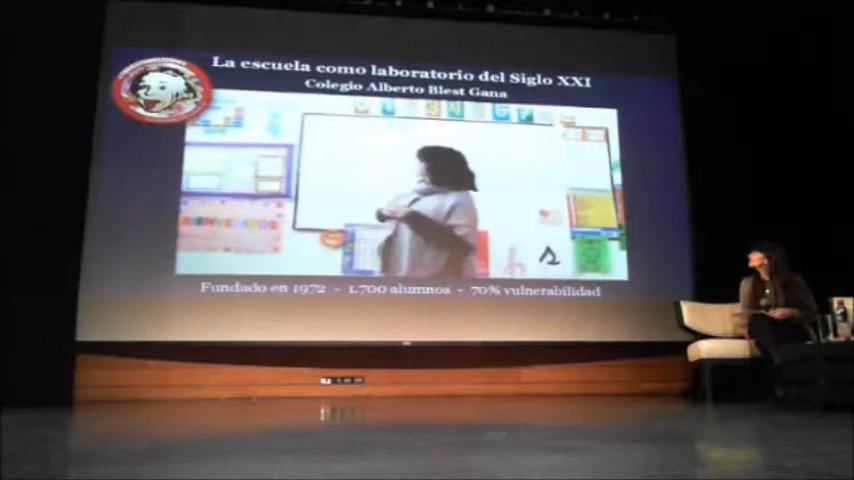 La escuela como laboratorio del Siglo XXI
Colegio Alberto Blest Gana
BIENVENIDOS
Fundado en 1972 - 1.700 alumnos - 70% vulnerabilidad